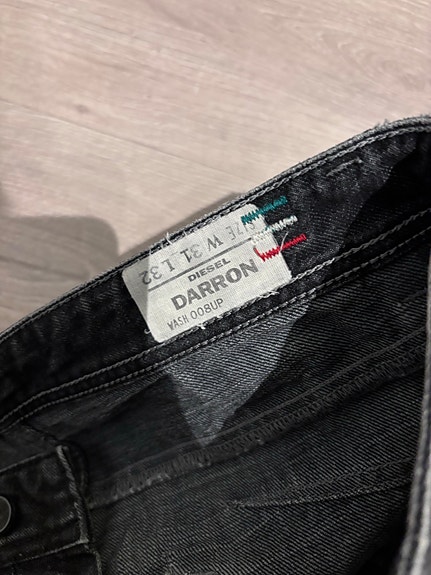 SIZE W 31 L 32
DIESEL
DARRON
WASH 008UP